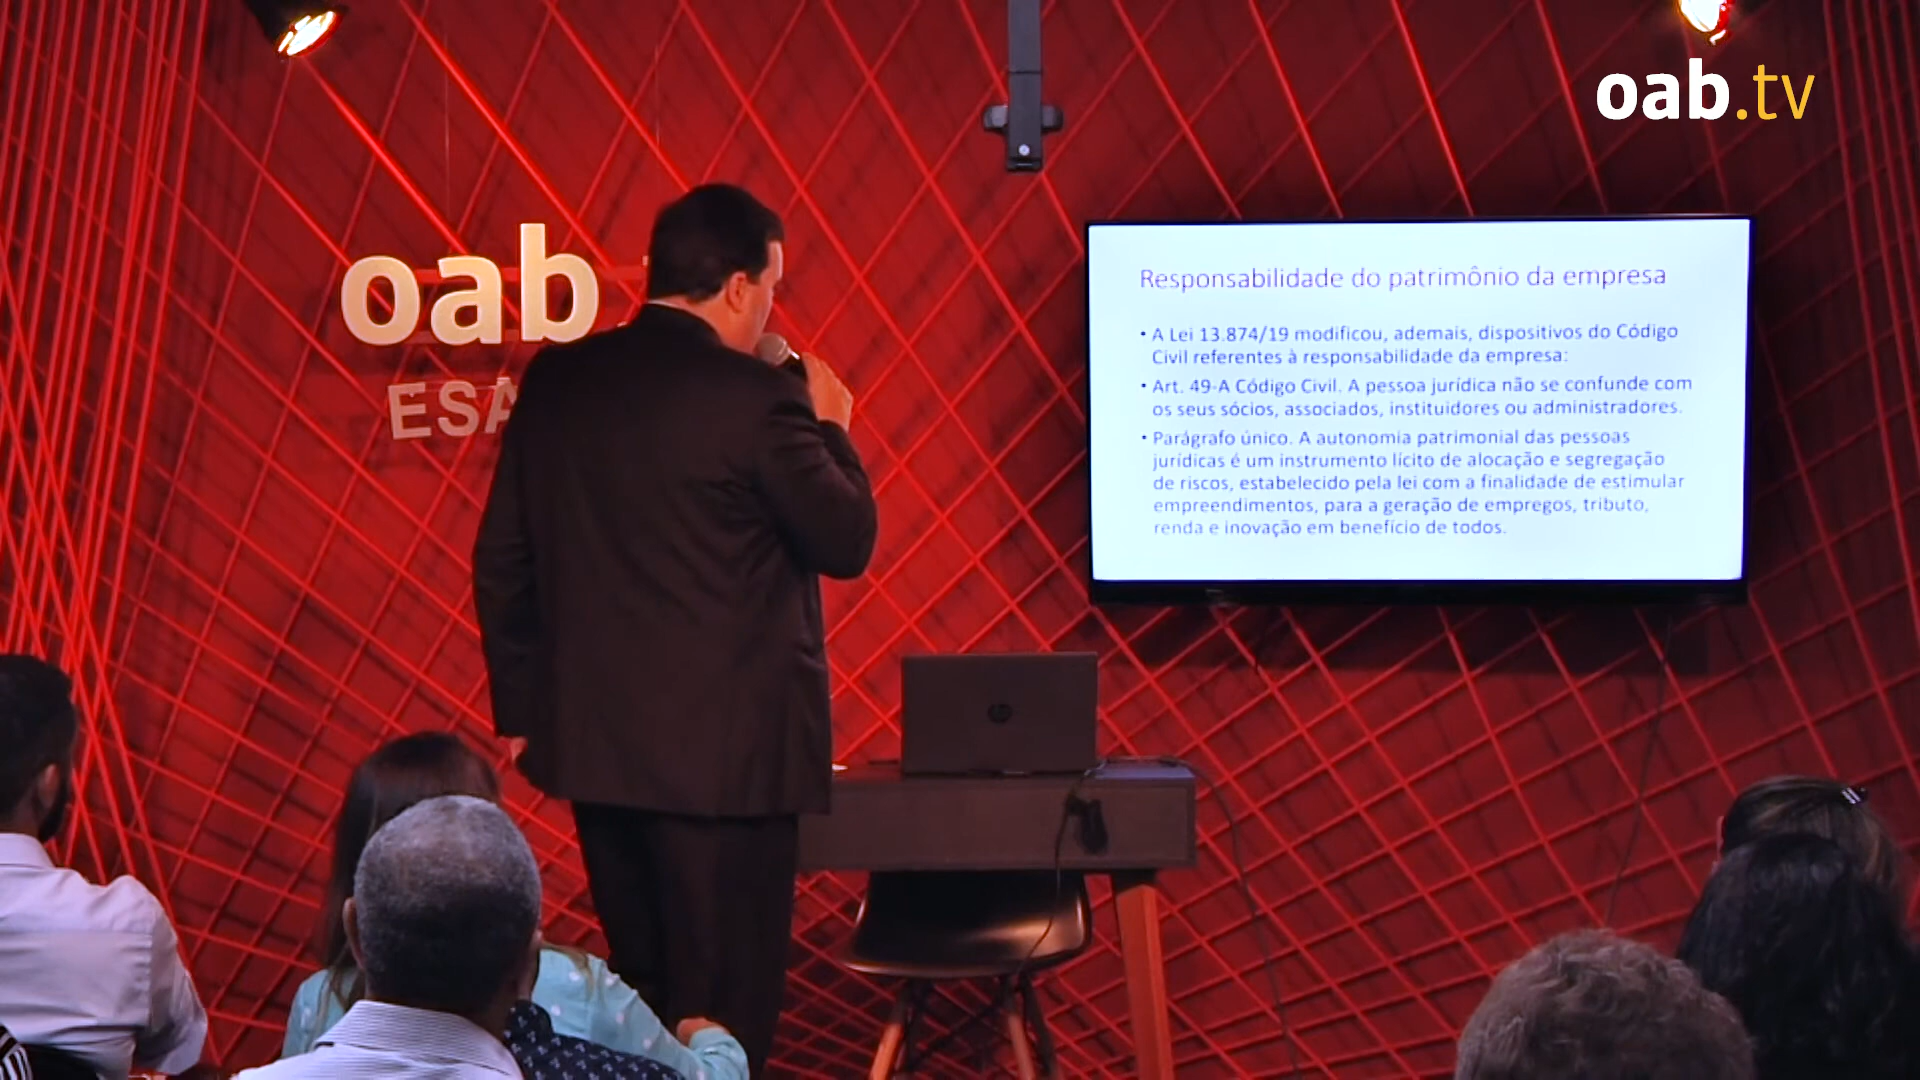 oab.tv
oab
ESA
Responsabilidade do patrimônio da empresa
• A Lei 13.874/19 modificou, ademais, dispositivos do Código
Civil referentes à responsabilidade da empresa:
• Art. 49-A Código Civil. A pessoa jurídica não se confunde com
os seus sócios, associados, instituidores ou administradores.
• Parágrafo único. A autonomia patrimonial das pessoas
jurídicas é um instrumento lícito de alocação e segregação
de riscos, estabelecido pela lei com a finalidade de estimular
empreendimentos, para a geração de empregos, tributo,
renda e inovação em benefício de todos.
hp